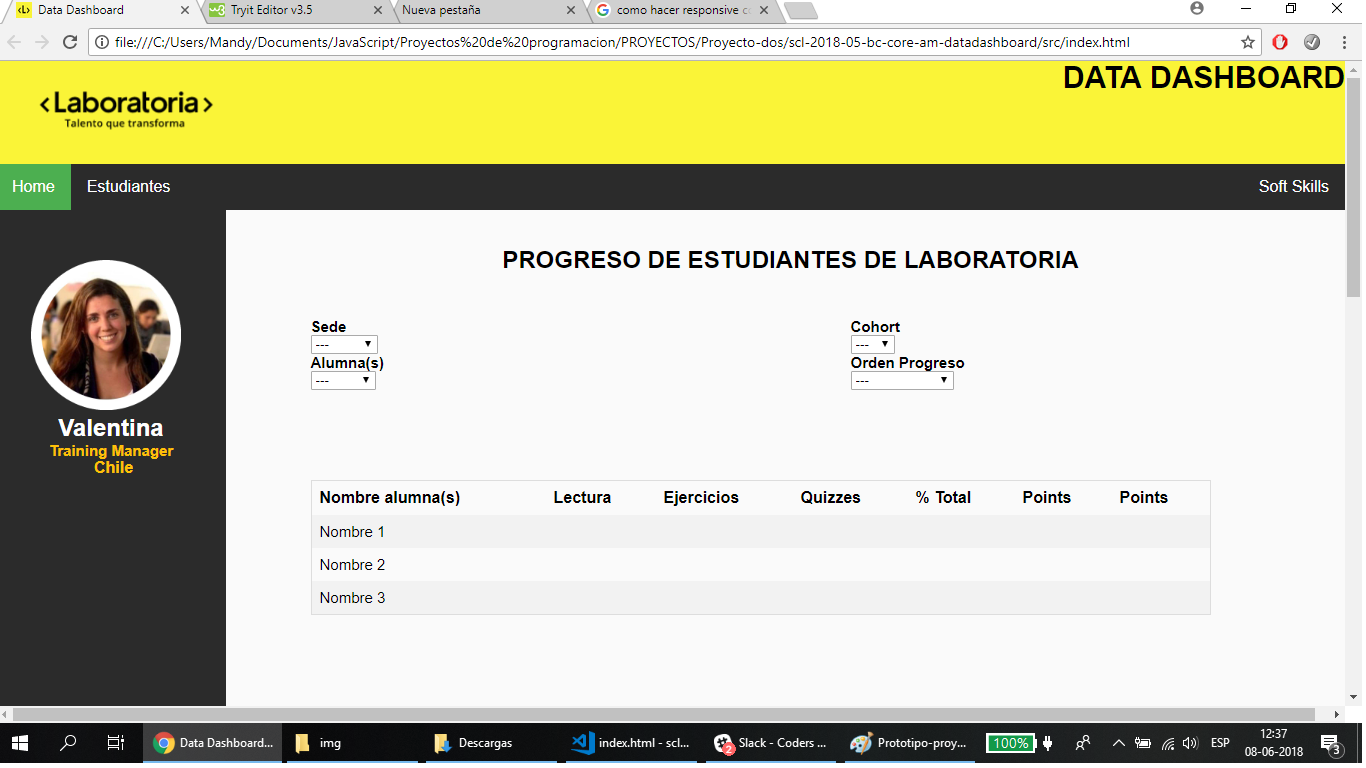 Data Dashboard
Tryit Editor v3.5
Nueva pestaña
como hacer responsive c
file:///C:/Users/Mandy/Documents/JavaScript/Proyectos%20de%20programacion/PROYECTOS/Proyecto-dos/scl-2018-05-bc-core-am-datadashboard/src/index.html
<Laboratoria>
Talento que transforma
DATA DASHBOARD
Home
Estudiantes
Soft Skills
Valentina
Training Manager
Chile
PROGRESO DE ESTUDIANTES DE LABORATORIA
Sede
---
Cohort
---
Alumna(s)
---
Orden Progreso
---
Nombre alumna(s) Lectura Ejercicios Quizzes % Total Points Points
Nombre 1
Nombre 2
Nombre 3
Data Dashboard...
img
Descargas
index.html - scl...
2
Slack - Coders ...
Prototipo-proy...
100%
ESP
12:37
08-06-2018
3